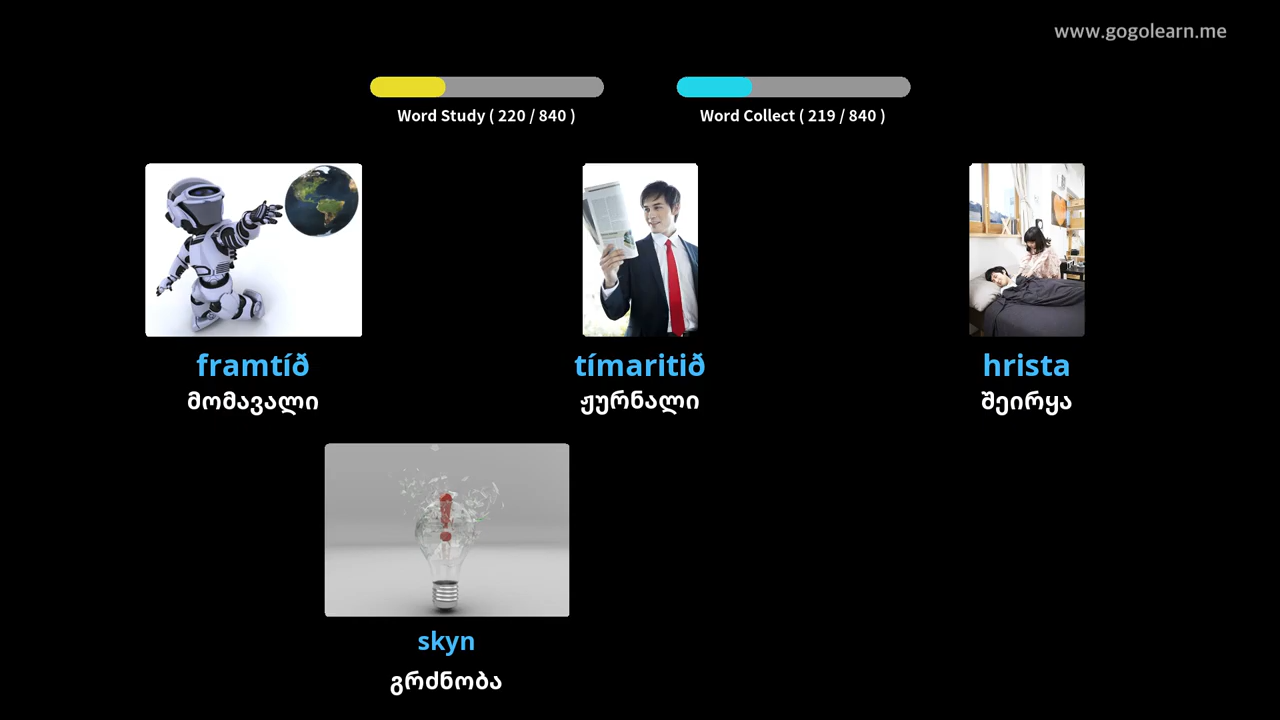 www.gogolearn.me
Word Study ( 220 / 840 )
Word Collect ( 219 / 840 )
framtíð
მომავალი
tímaritið
ჟურნალი
hrista
შეირყა
skyn
გრძნობა